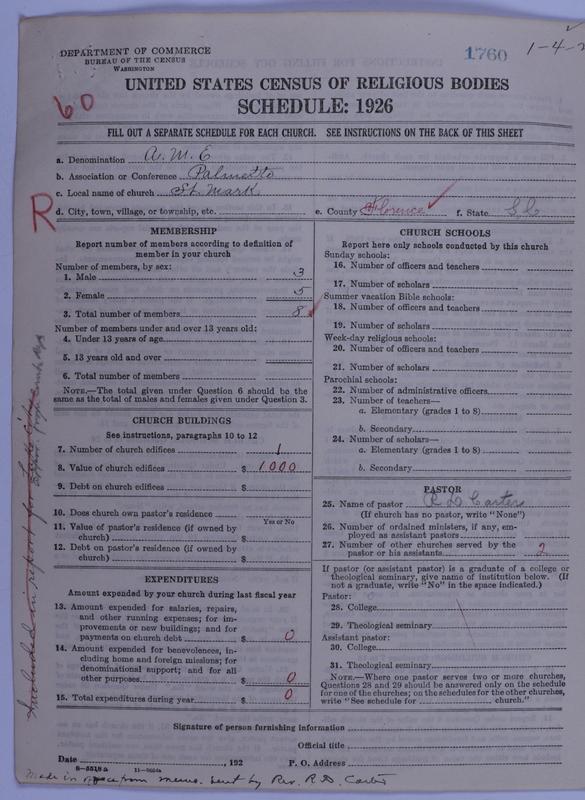 DEPARTMENT OF COMMERCE
BUREAU OF THE CENSUS
WASHINGTON
1760
1-4-2
UNITED STATES CENSUS OF RELIGIOUS BODIES
SCHEDULE: 1926
60
FILL OUT A SEPARATE SCHEDULE FOR EACH CHURCH. SEE INSTRUCTIONS ON THE BACK OF THIS SHEET
a. Denomination A.M.E
b. Association or Conference Palmetto
c. Local name of church St. Mark
R
d. City, town, village, or township, etc.
e. County Florence
f. State S C
MEMBERSHIP
Report number of members according to definition of
member in your church
Number of members, by sex:
1. Male 3
2. Female 5
3. Total number of members 8
Number of members under and over 13 years old:
4. Under 13 years of age
5. 13 years old and over
6. Total number of members
NOTE.—The total given under Question 6 should be the
same as the total of males and females given under Question 3.
CHURCH BUILDINGS
See instructions, paragraphs 10 to 12
7. Number of church edifices 1
8. Value of church edifices $ 1000
9. Debt on church edifices $
10. Does church own pastor's residence
Yes or No
11. Value of pastor's residence (if owned by
church) $
12. Debt on pastor's residence (if owned by
church) $
EXPENDITURES
Amount expended by your church during last fiscal year
13. Amount expended for salaries, repairs,
and other running expenses; for im-
provements or new buildings; and for
payments on church debt $ 0
14. Amount expended for benevolences, in-
cluding home and foreign missions; for
denominational support; and for all
other purposes $ 0
15. Total expenditures during year $ 0
CHURCH SCHOOLS
Report here only schools conducted by this church
Sunday schools:
16. Number of officers and teachers
17. Number of scholars
Summer vacation Bible schools:
18. Number of officers and teachers
19. Number of scholars
Week-day religious schools:
20. Number of officers and teachers
21. Number of scholars
Parochial schools:
22. Number of administrative officers
23. Number of teachers—
a. Elementary (grades 1 to 8)
b. Secondary
24. Number of scholars—
a. Elementary (grades 1 to 8)
b. Secondary
PASTOR
25. Name of pastor R D Carter
(If church has no pastor, write "None")
26. Number of ordained ministers, if any, em-
ployed as assistant pastors
27. Number of other churches served by the
pastor or his assistants 2
If pastor (or assistant pastor) is a graduate of a college or
theological seminary, give name of institution below. (If
not a graduate, write "No" in the space indicated.)
Pastor:
28. College
29. Theological seminary
Assistant pastor:
30. College
31. Theological seminary
NOTE.—Where one pastor serves two or more churches,
Questions 28 and 29 should be answered only on the schedule
for one of the churches; on the schedules for the other churches,
write "See schedule for church."
Included in report for
Signature of person furnishing information
Official title
Date , 192
P. O. Address
8-5518a 11-9664a
Made in office from memo. sent by Rev. R.D. Carter